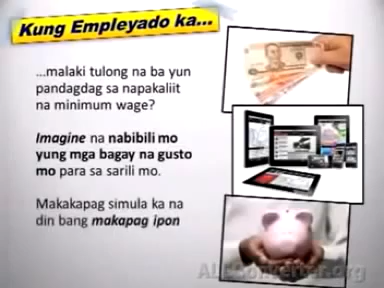 Kung Empleyado ka...
...malaki tulong na ba yun
pandagdag sa napakaliit
na minimum wage?
Imagine na nabibili mo
yung mga bagay na gusto
mo para sa sarili mo.
Makakapag simula ka na
din bang makapag ipon